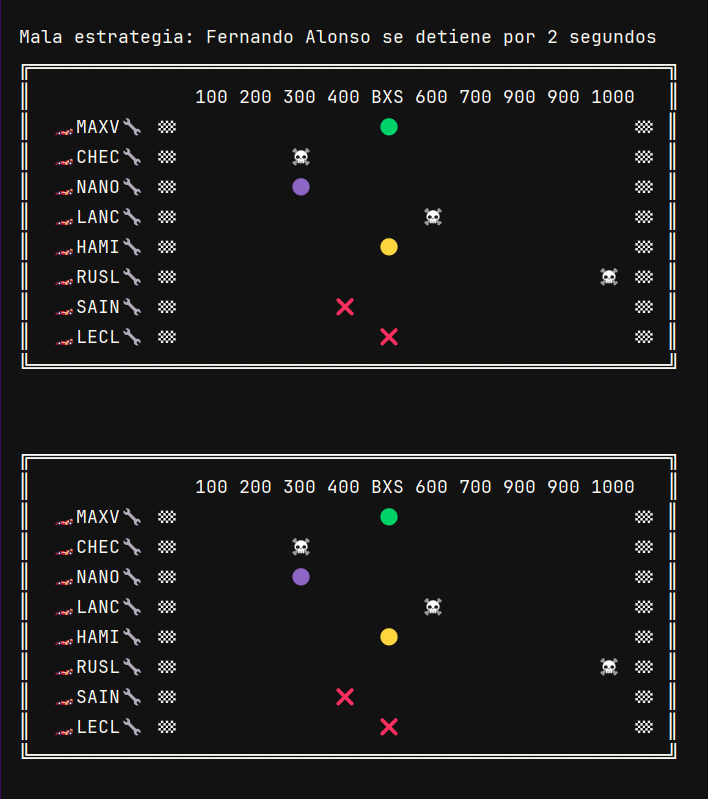 Mala estrategia: Fernando Alonso se detiene por 2 segundos
100 200 300 400 BXS 600 700 900 900 1000
MAXV
CHEC
NANO
LANC
HAMI
RUSL
SAIN
LECL
100 200 300 400 BXS 600 700 900 900 1000
MAXV
CHEC
NANO
LANC
HAMI
RUSL
SAIN
LECL